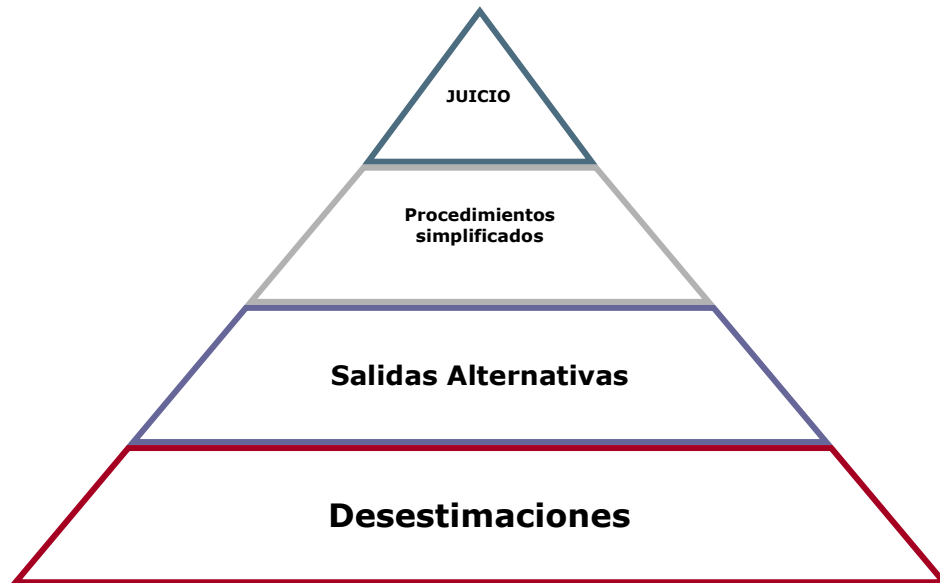 JUICIO
Procedimientos
simplificados
Salidas Alternativas
Desestimaciones